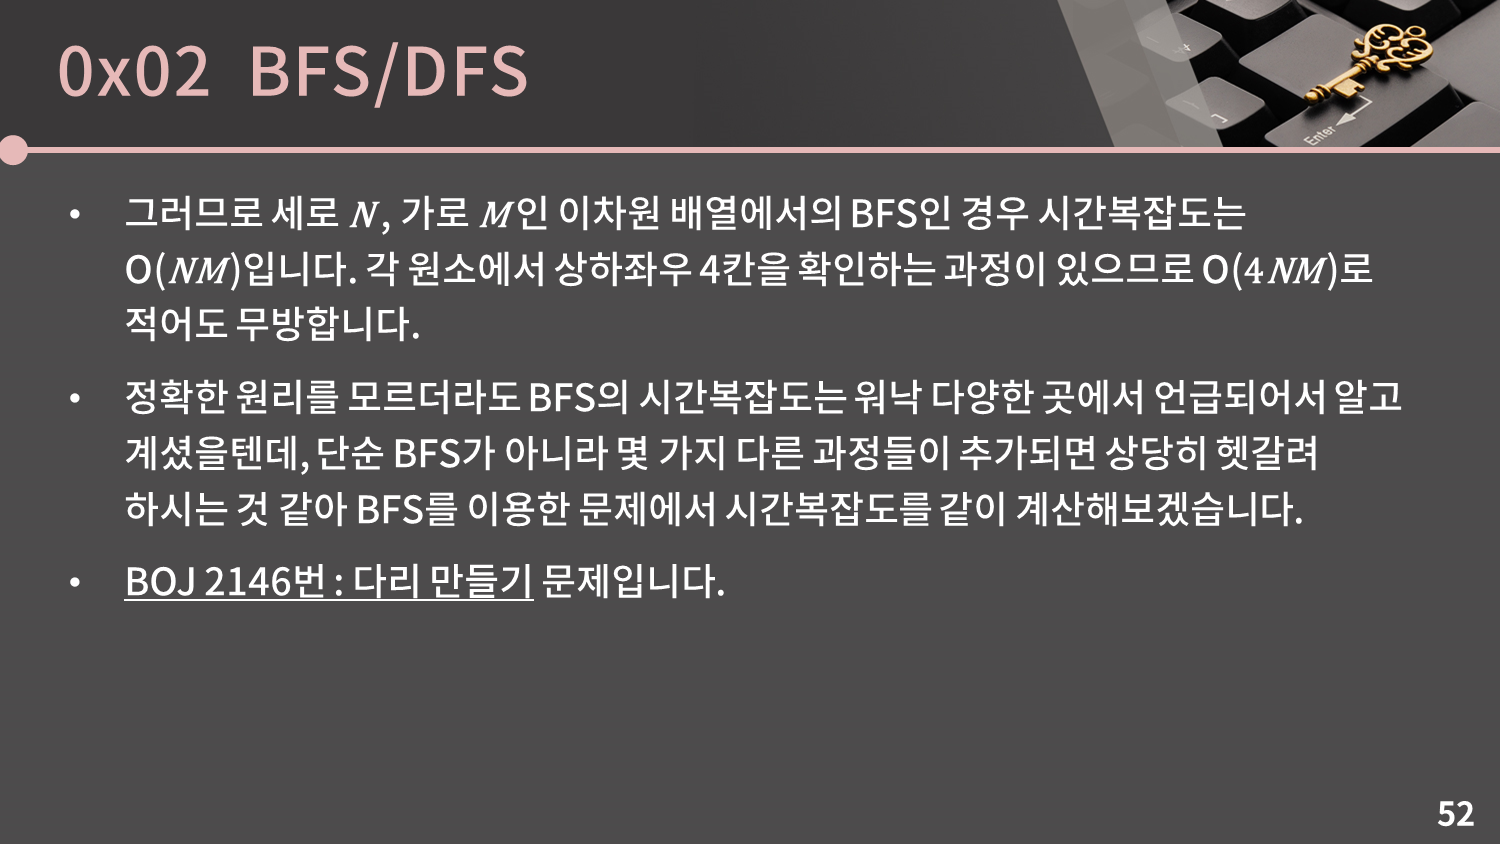 0x02 BFS/DFS
Enter
• 그러므로 세로 N, 가로 M인 이차원 배열에서의 BFS인 경우 시간복잡도는
O(NM)입니다. 각 원소에서 상하좌우 4칸을 확인하는 과정이 있으므로 O(4NM)로
적어도 무방합니다.
• 정확한 원리를 모르더라도 BFS의 시간복잡도는 워낙 다양한 곳에서 언급되어서 알고
계셨을텐데, 단순 BFS가 아니라 몇 가지 다른 과정들이 추가되면 상당히 헷갈려
하시는 것 같아 BFS를 이용한 문제에서 시간복잡도를 같이 계산해보겠습니다.
• BOJ 2146번 : 다리 만들기 문제입니다.
52